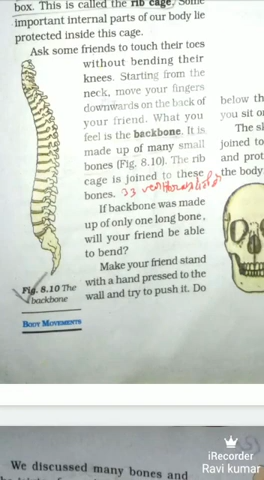 box. This is called the rib cage. Some
important internal parts of our body lie
protected inside this cage.
Ask some friends to touch their toes
without bending their
knees. Starting from the
neck, move your fingers
downwards on the back of
your friend. What you
feel is the backbone. It is
made up of many small
bones (Fig. 8.10). The rib
cage is joined to these
bones. 33
If backbone was made
up of only one long bone,
will your friend be able
to bend?
Make your friend stand
with a hand pressed to the
wall and try to push it. Do
Fig. 8.10 The
backbone
BODY MOVEMENTS
below th
you sit o
The sk
joined to
and prot
the body
We discussed many bones and
iRecorder
Ravi kumar